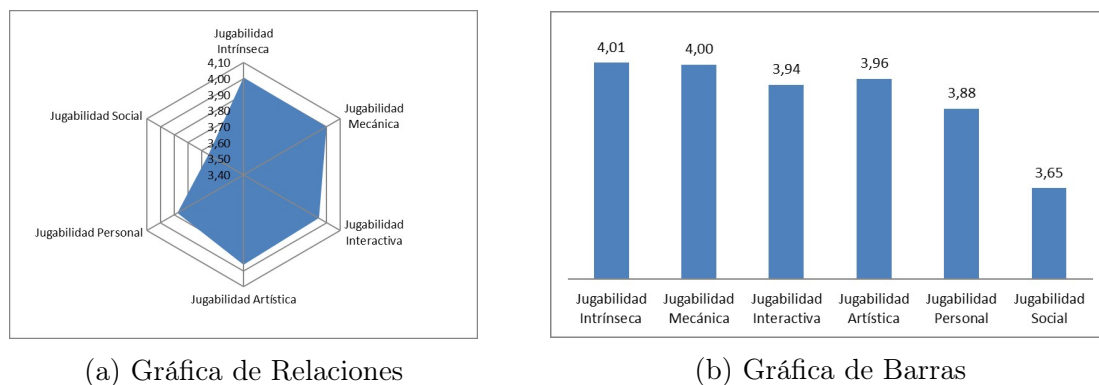 Jugabilidad
Intrínseca
4,10
4,00
3,90
3,80
3,70
3,60
3,50
3,40
Jugabilidad Social
Jugabilidad
Mecánica
Jugabilidad Personal
Jugabilidad
Interactiva
Jugabilidad Artística
(a) Gráfica de Relaciones
4,01
4,00
3,94
3,96
3,88
3,65
Jugabilidad
Intrínseca
Jugabilidad
Mecánica
Jugabilidad
Interactiva
Jugabilidad
Artística
Jugabilidad
Personal
Jugabilidad
Social
(b) Gráfica de Barras